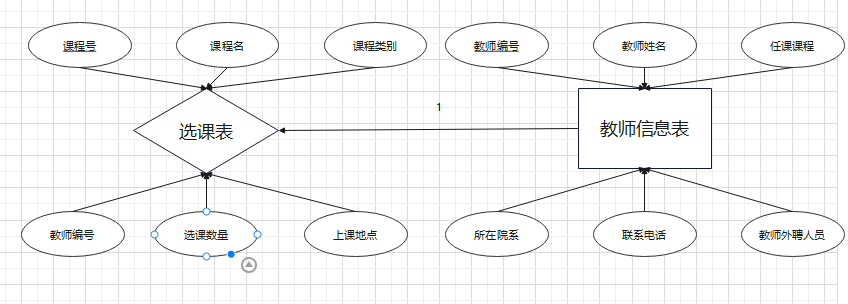 课程号
课程名
课程类别
教师编号
教师姓名
任课课程
1
选课表
教师信息表
教师编号
选课数量
上课地点
所在院系
联系电话
教师外聘人员